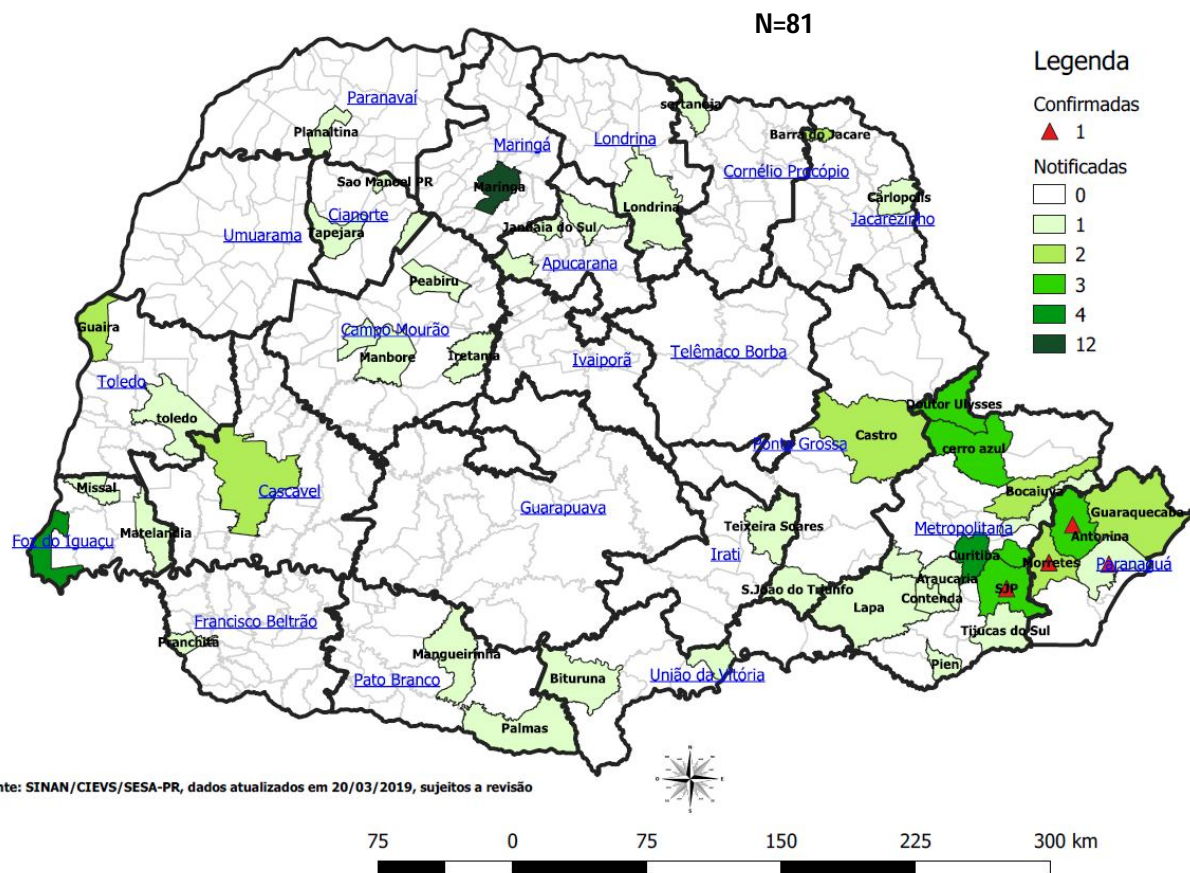 N=81
Legenda
Confirmadas
1
Notificadas
0
1
2
3
4
12
Paranavaí
Planaltina
sertaneja
Maringá
Londrina
Barra do Jacare
Cornélio Procópio
Maringa
Sao Manoel PR
Cianorte
Tapejara
Umuarama
Londrina
Carlopolis
Jacarezinho
Jandaia do Sul
Apucarana
Peabiru
Guaira
Campo Mourão
Manbore
Iretama
Ivaiporã
Telêmaco Borba
Toledo
toledo
Doutor Ulysses
Castro
Ponta Grossa
cerro azul
Missal
Cascavel
Bocaiuva
Guaraquecaba
Guarapuava
Matelandia
Teixeira Soares
Metropolitana
Antonina
Foz do Iguaçu
Irati
Curitiba
Morretes
Paranaguá
Araucaria
S.João do Triunfo
Contenda
SJP
Lapa
Francisco Beltrão
Pranchita
Tijucas do Sul
Mangueirinha
Pato Branco
Bituruna
União da Vitória
Pien
Palmas
nte: SINAN/CIEVS/SESA-PR, dados atualizados em 20/03/2019, sujeitos a revisão
75 0 75 150 225 300 km